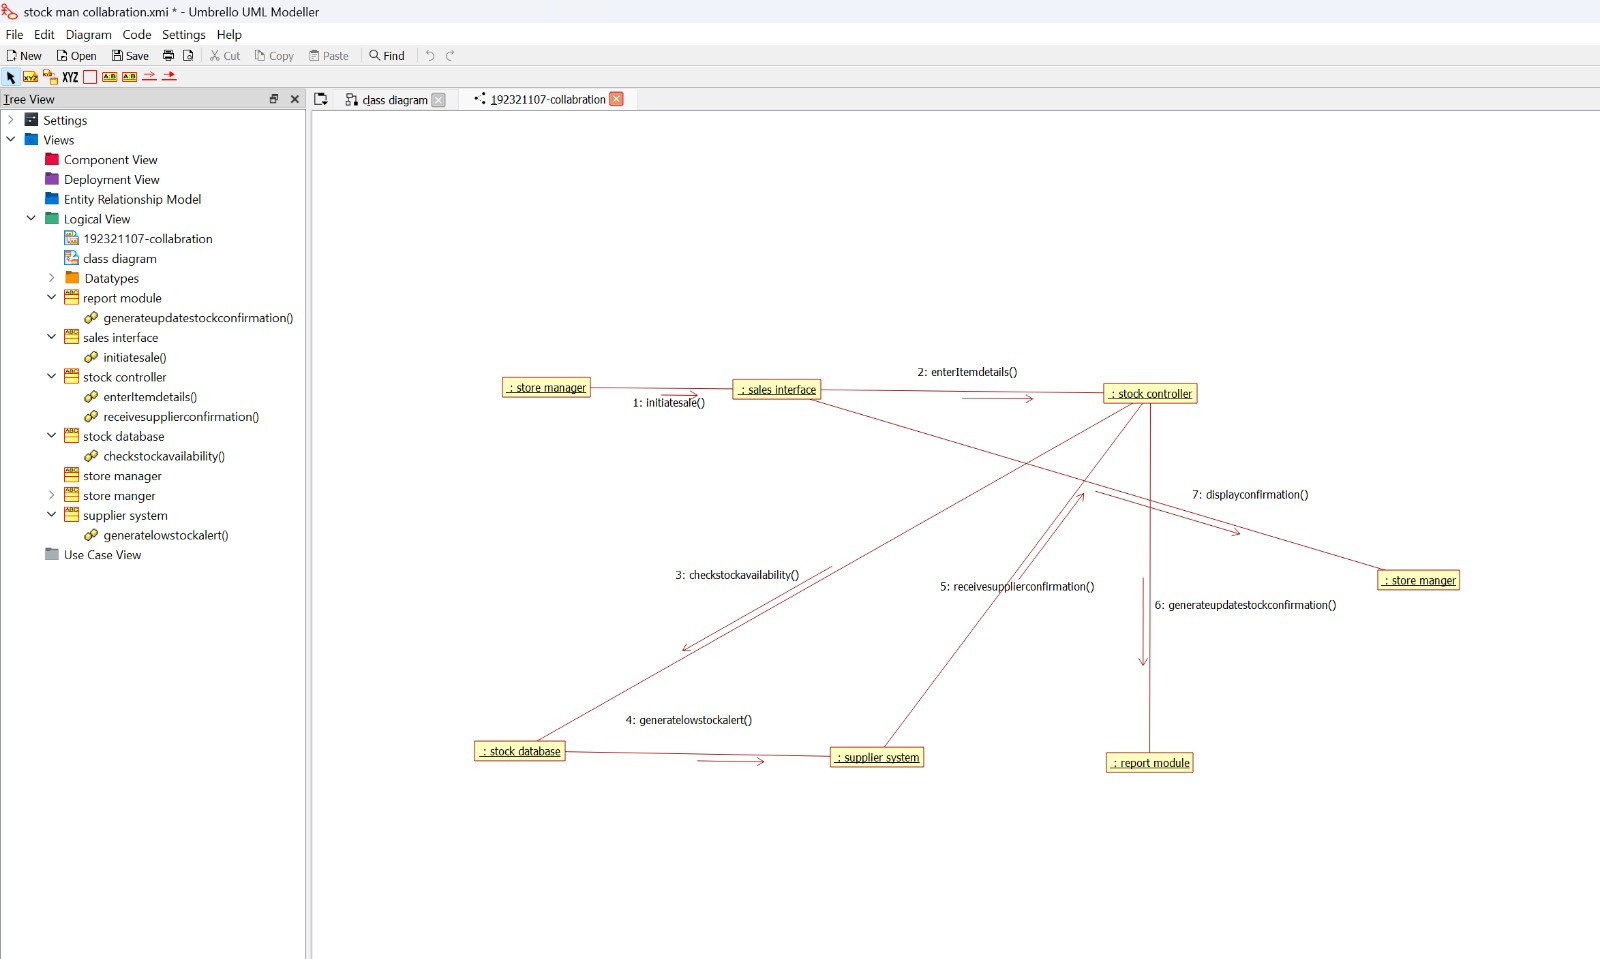 stock man collabration.xmi * - Umbrello UML Modeller
File Edit Diagram Code Settings Help
New Open Save Cut Copy Paste Find
XYZ
Tree View
class diagram 192321107-collabration
Settings
Views
Component View
Deployment View
Entity Relationship Model
Logical View
192321107-collabration
class diagram
Datatypes
report module
generateupdatestockconfirmation()
sales interface
initiatesale()
stock controller
enterItemdetails()
receivesupplierconfirmation()
stock database
checkstockavailability()
store manager
store manger
supplier system
generatelowstockalert()
Use Case View
2: enterItemdetails()
: store manager
: sales interface
: stock controller
1: initiatesale()
7: displayconfirmation()
3: checkstockavailability()
: store manger
5: receivesupplierconfirmation()
6: generateupdatestockconfirmation()
4: generatelowstockalert()
: stock database
: supplier system
: report module